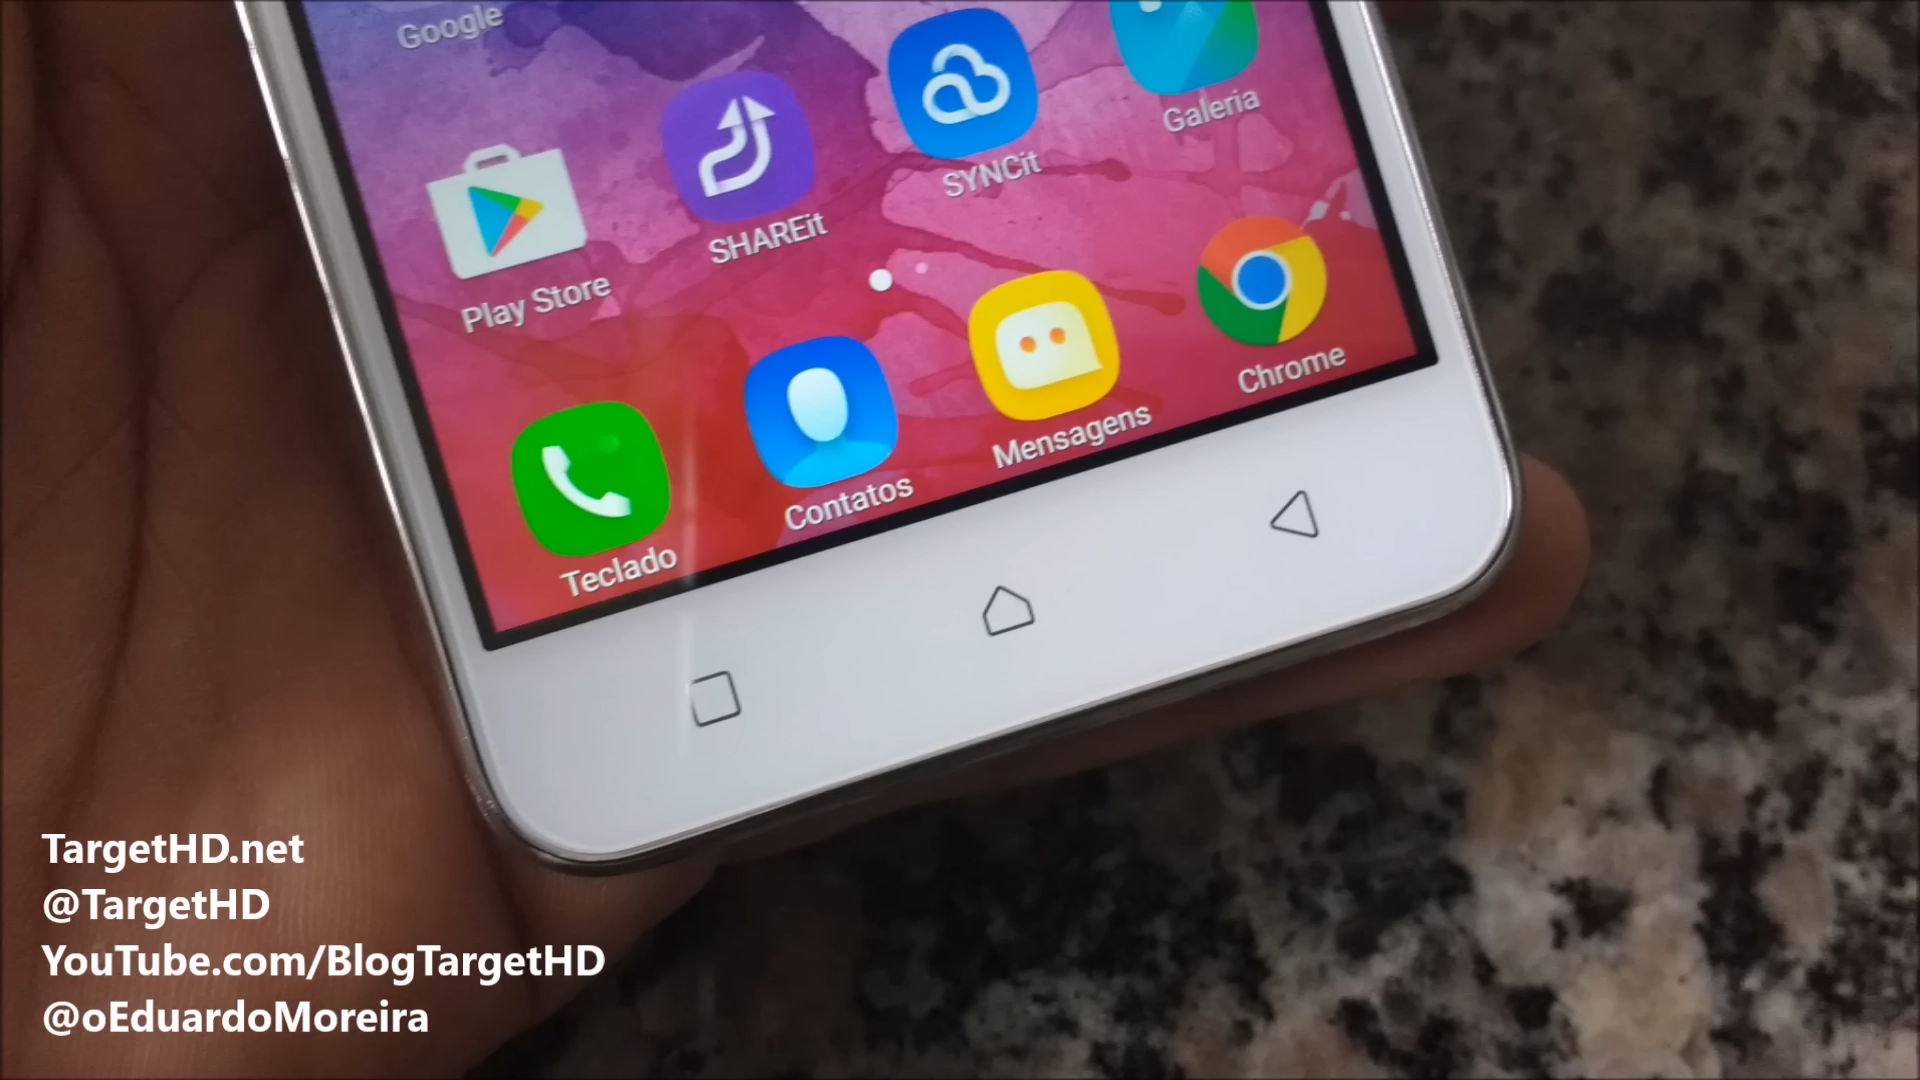 Google
Galeria
SYNCit
SHAREit
Play Store
Chrome
Mensagens
Contatos
Teclado
TargetHD.net
@TargetHD
YouTube.com/BlogTargetHD
@oEduardoMoreira